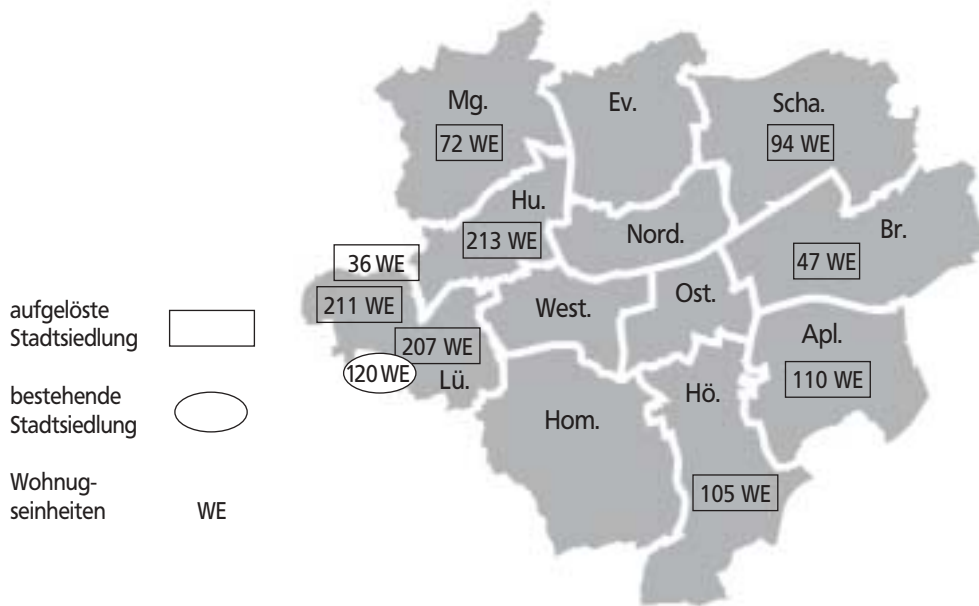 Mg.
72 WE
Ev.
Scha.
94 WE
Hu.
213 WE
Nord.
Br.
47 WE
36 WE
211 WE
West.
Ost.
Apl.
110 WE
207 WE
Lü.
120 WE
Hom.
Hö.
105 WE
aufgelöste
Stadtsiedlung
bestehende
Stadtsiedlung
Wohnug-
seinheiten WE